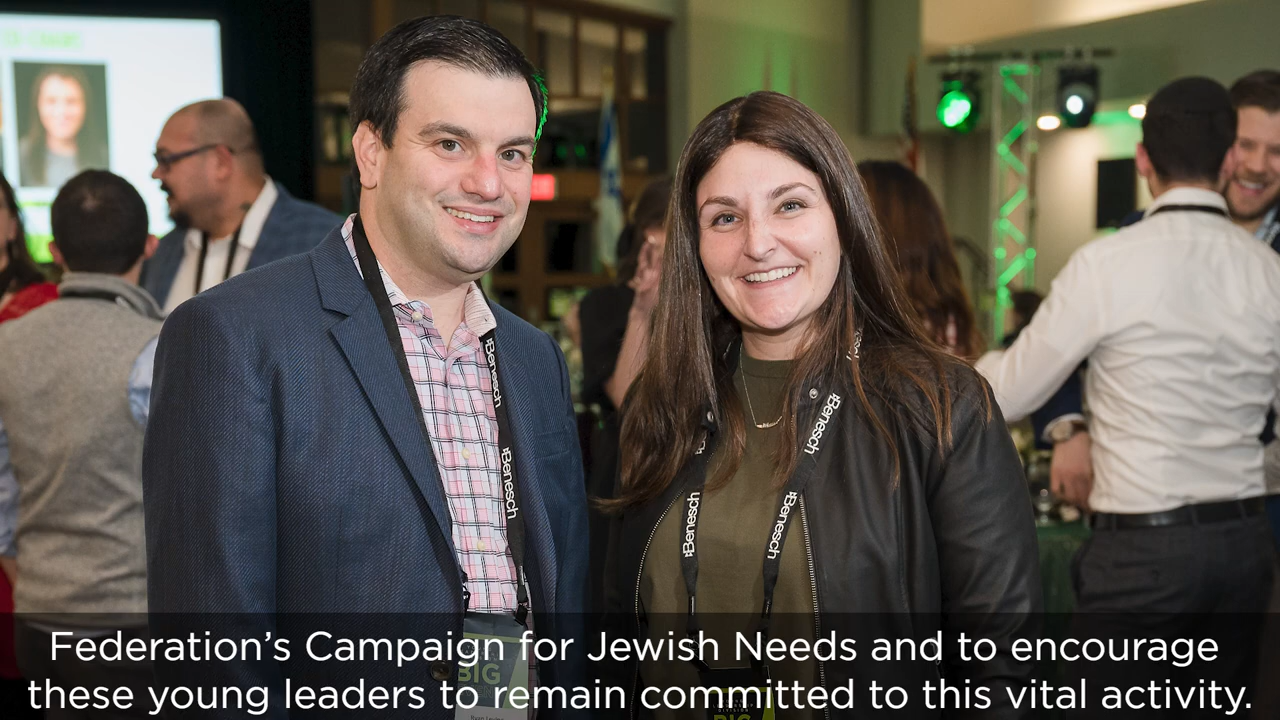 :Benesch
:Benesch
:Benesch
:Benesch
:Benesch
BIG
DIVISION
BIG
Federation's Campaign for Jewish Needs and to encourage
these young leaders to remain committed to this vital activity.